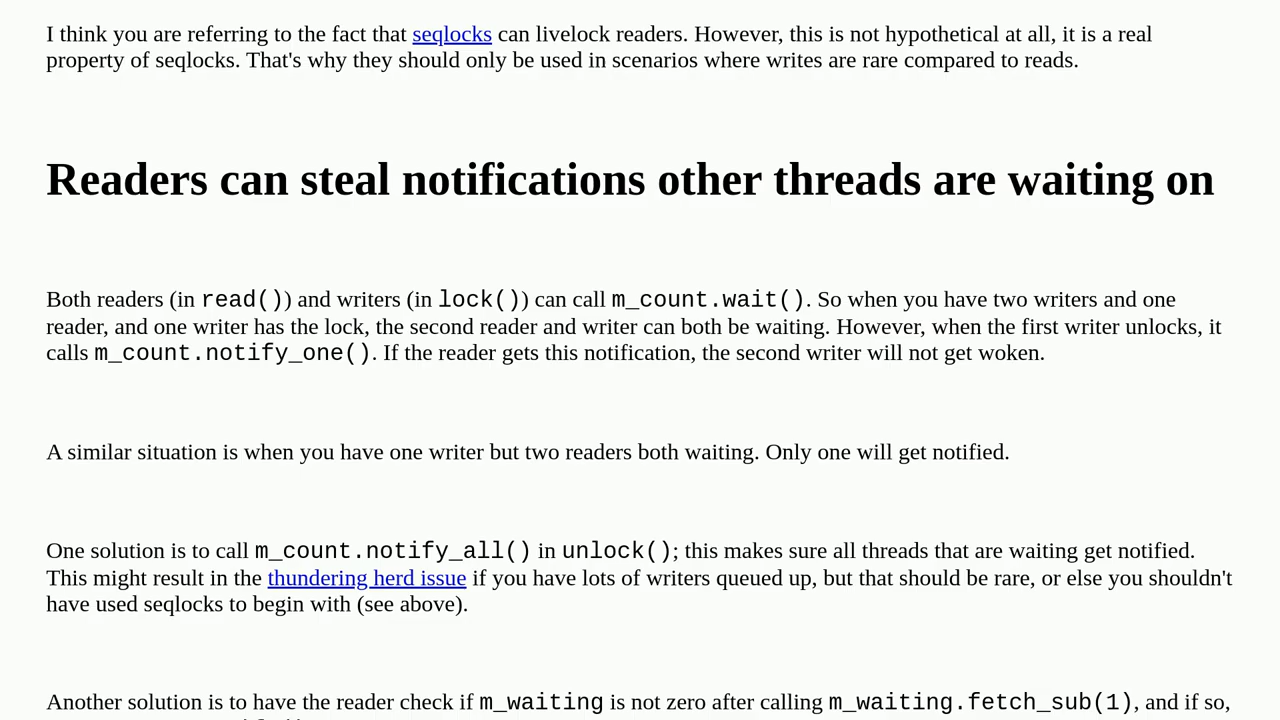 I think you are referring to the fact that seqlocks can livelock readers. However, this is not hypothetical at all, it is a real
property of seqlocks. That's why they should only be used in scenarios where writes are rare compared to reads.
Readers can steal notifications other threads are waiting on
Both readers (in read()) and writers (in lock()) can call m_count.wait(). So when you have two writers and one
reader, and one writer has the lock, the second reader and writer can both be waiting. However, when the first writer unlocks, it
calls m_count.notify_one(). If the reader gets this notification, the second writer will not get woken.
A similar situation is when you have one writer but two readers both waiting. Only one will get notified.
One solution is to call m_count.notify_all() in unlock(); this makes sure all threads that are waiting get notified.
This might result in the thundering herd issue if you have lots of writers queued up, but that should be rare, or else you shouldn't
have used seqlocks to begin with (see above).
Another solution is to have the reader check if m_waiting is not zero after calling m_waiting.fetch_sub(1), and if so,